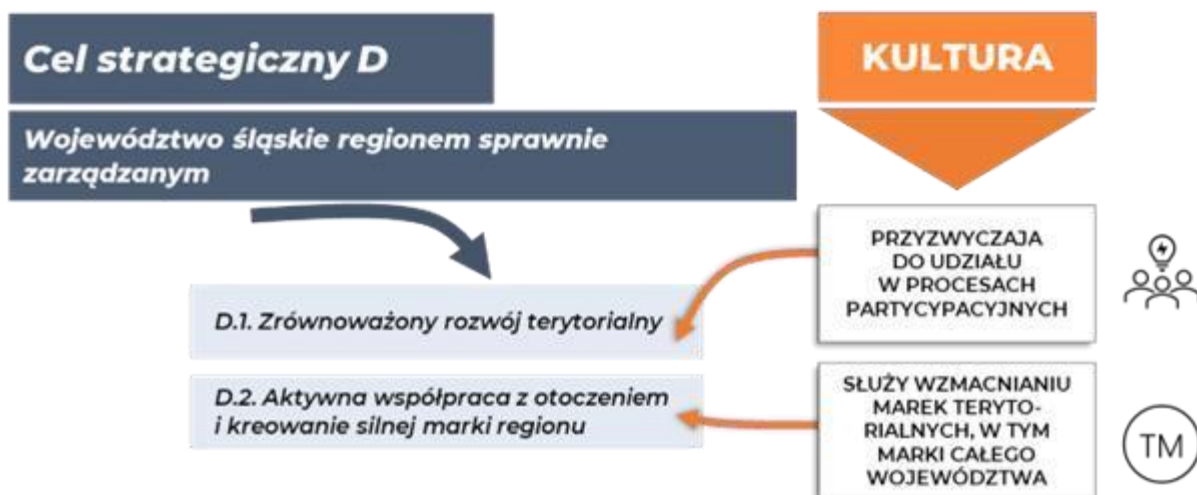 Cel strategiczny D
KULTURA
Województwo śląskie regionem sprawnie
zarządzanym
PRZYZWYCZAJA
DO UDZIAŁU
W PROCESACH
PARTYCYPACYJNYCH
D.1. Zrównoważony rozwój terytorialny
D.2. Aktywna współpraca z otoczeniem
i kreowanie silnej marki regionu
SŁUŻY WZMACNIANIU
MAREK TERYTO-
RIALNYCH, W TYM
MARKI CAŁEGO
WOJEWÓDZTWA
TM